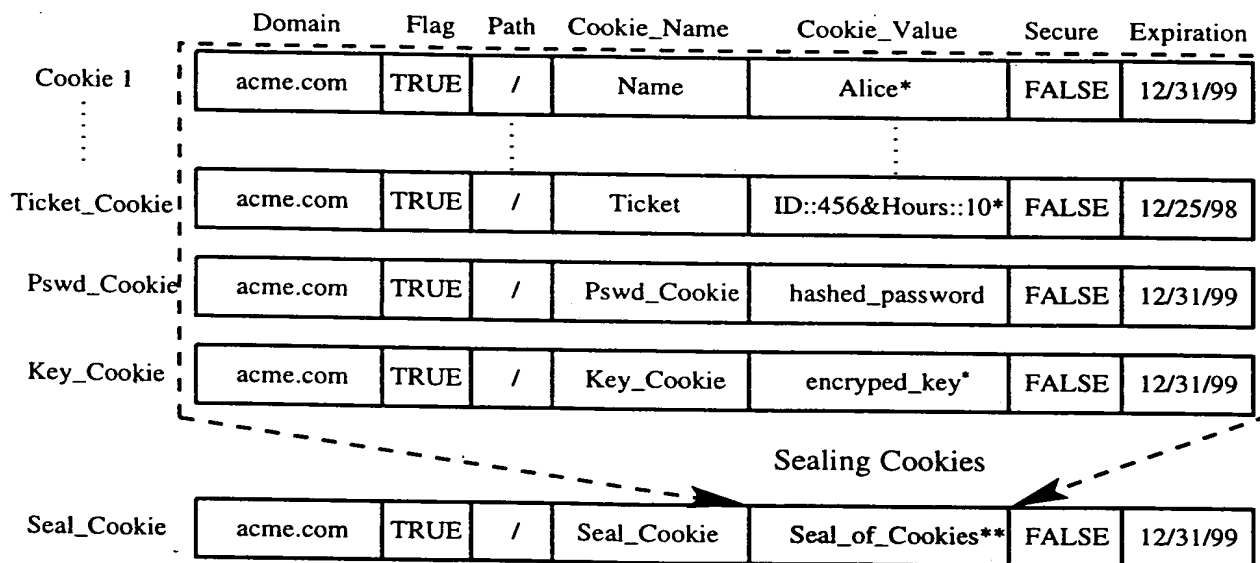 Domain Flag Path Cookie_Name Cookie_Value Secure Expiration
Cookie 1 acme.com TRUE / Name Alice* FALSE 12/31/99
Ticket_Cookie acme.com TRUE / Ticket ID::456&Hours::10* FALSE 12/25/98
Pswd_Cookie acme.com TRUE / Pswd_Cookie hashed_password FALSE 12/31/99
Key_Cookie acme.com TRUE / Key_Cookie encryped_key* FALSE 12/31/99
Sealing Cookies
Seal_Cookie acme.com TRUE / Seal_Cookie Seal_of_Cookies** FALSE 12/31/99